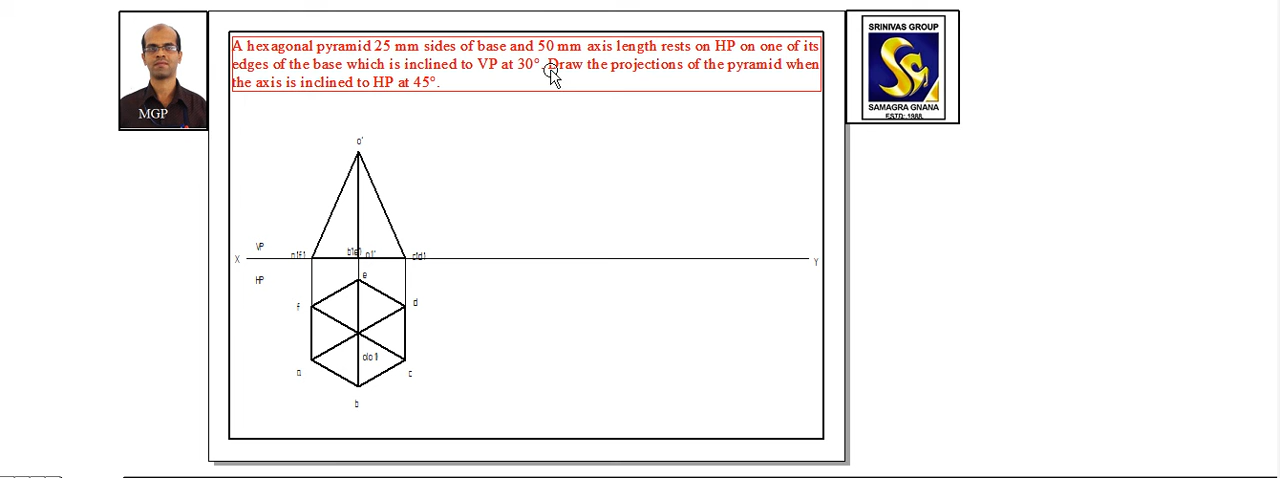 SRINIVAS GROUP
A hexagonal pyramid 25 mm sides of base and 50 mm axis length rests on HP on one of its
edges of the base which is inclined to VP at 30°. Draw the projections of the pyramid when
the axis is inclined to HP at 45°.
SAMAGRA GNANA
ESTD: 1988
MGP
o'
VP
X
Y
HP
e
f
d
a
c
b